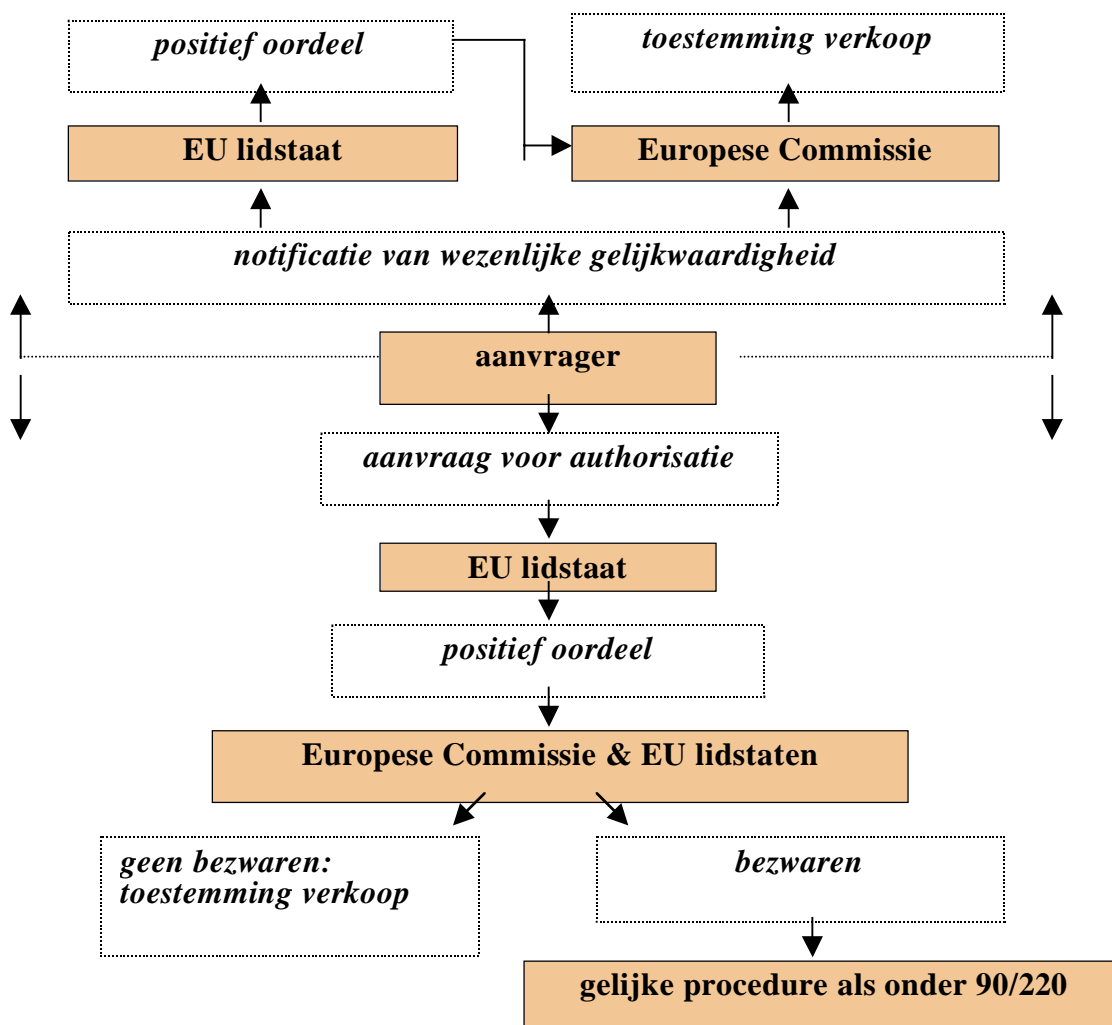 positief oordeel
toestemming verkoop
EU lidstaat
Europese Commissie
notificatie van wezenlijke gelijkwaardigheid
aanvrager
aanvraag voor authorisatie
EU lidstaat
positief oordeel
Europese Commissie & EU lidstaten
geen bezwaren:
toestemming verkoop
bezwaren
gelijke procedure als onder 90/220